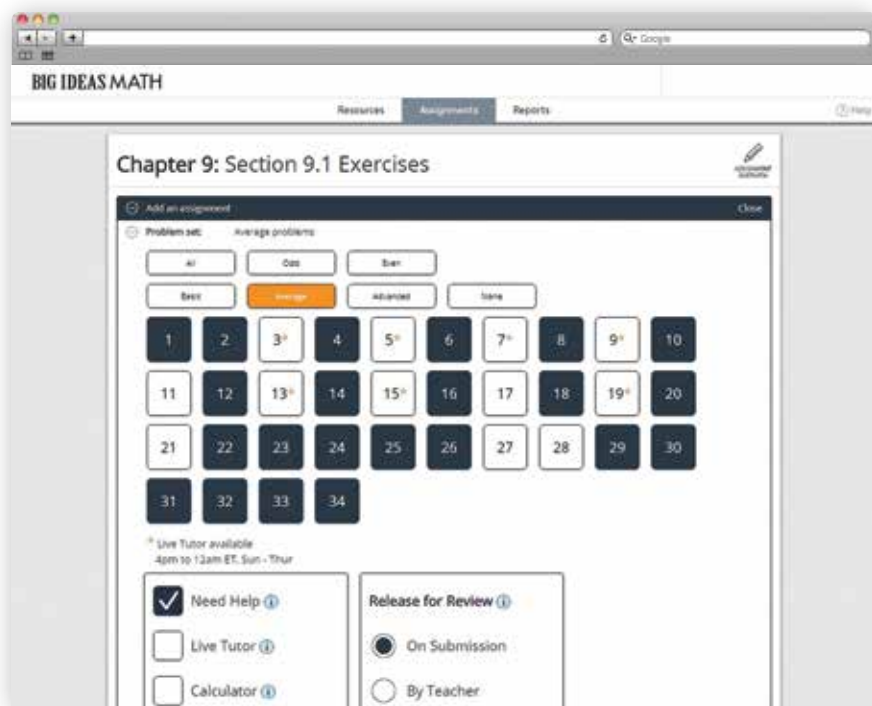 Google
BIG IDEAS MATH
Resources Assignments Reports Help
Chapter 9: Section 9.1 Exercises
Add an assignment Close
Problem set: Average problems
All Odd Even
Basic Average Advanced None
1 2 3* 4 5* 6 7* 8 9* 10
11 12 13* 14 15* 16 17 18 19* 20
21 22 23 24 25 26 27 28 29 30
31 32 33 34
* Live Tutor available
4pm to 12am ET, Sun - Thur
Need Help Release for Review
Live Tutor On Submission
Calculator By Teacher